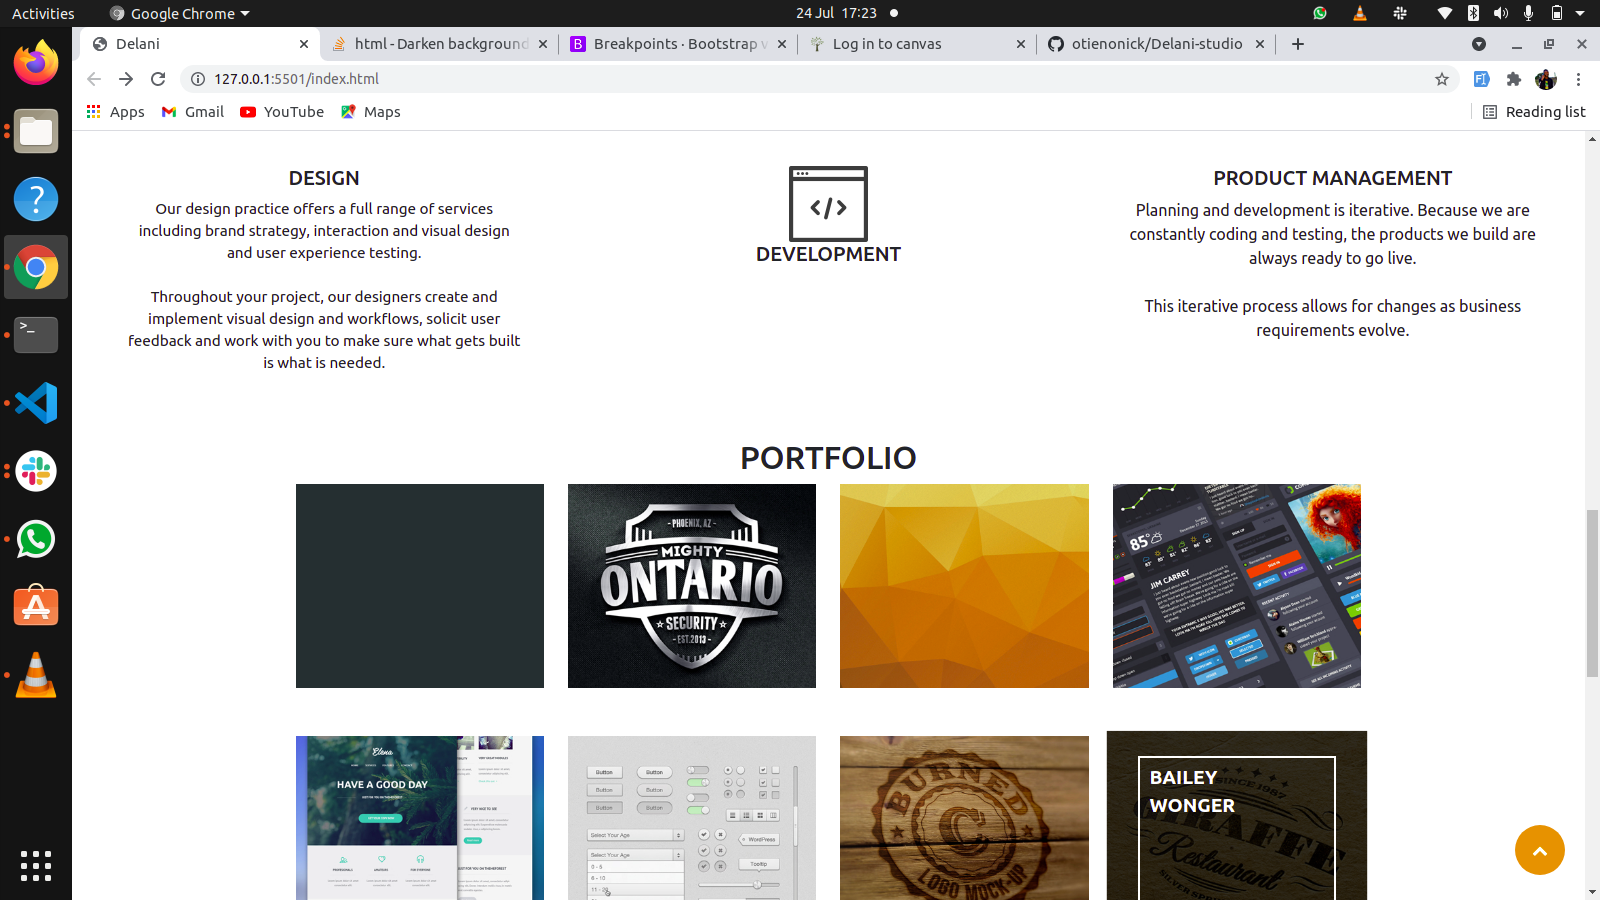 Activities
Google Chrome
24 Jul 17:23
Delani
html - Darken background
Breakpoints · Bootstrap v
Log in to canvas
otienonick/Delani-studio
127.0.0.1:5501/index.html
Apps
Gmail
YouTube
Maps
Reading list
DESIGN
Our design practice offers a full range of services
including brand strategy, interaction and visual design
and user experience testing.
Throughout your project, our designers create and
implement visual design and workflows, solicit user
feedback and work with you to make sure what gets built
is what is needed.
</>
DEVELOPMENT
PRODUCT MANAGEMENT
Planning and development is iterative. Because we are
constantly coding and testing, the products we build are
always ready to go live.
This iterative process allows for changes as business
requirements evolve.
PORTFOLIO
- PHOENIX, AZ -
MIGHTY
ONTARIO
SECURITY
- EST.2013 -
85°
JIM CARREY
Elena
HAVE A GOOD DAY
Button
Button
Button
Button
Button
Button
Select Your Age
Select Your Age
0 - 5
6 - 10
WordPress
Tooltip
BURNED
C
LOGO MOCK-UP
BAILEY
WONGER
SINCE 1987
GIRAFFE
Restaurant